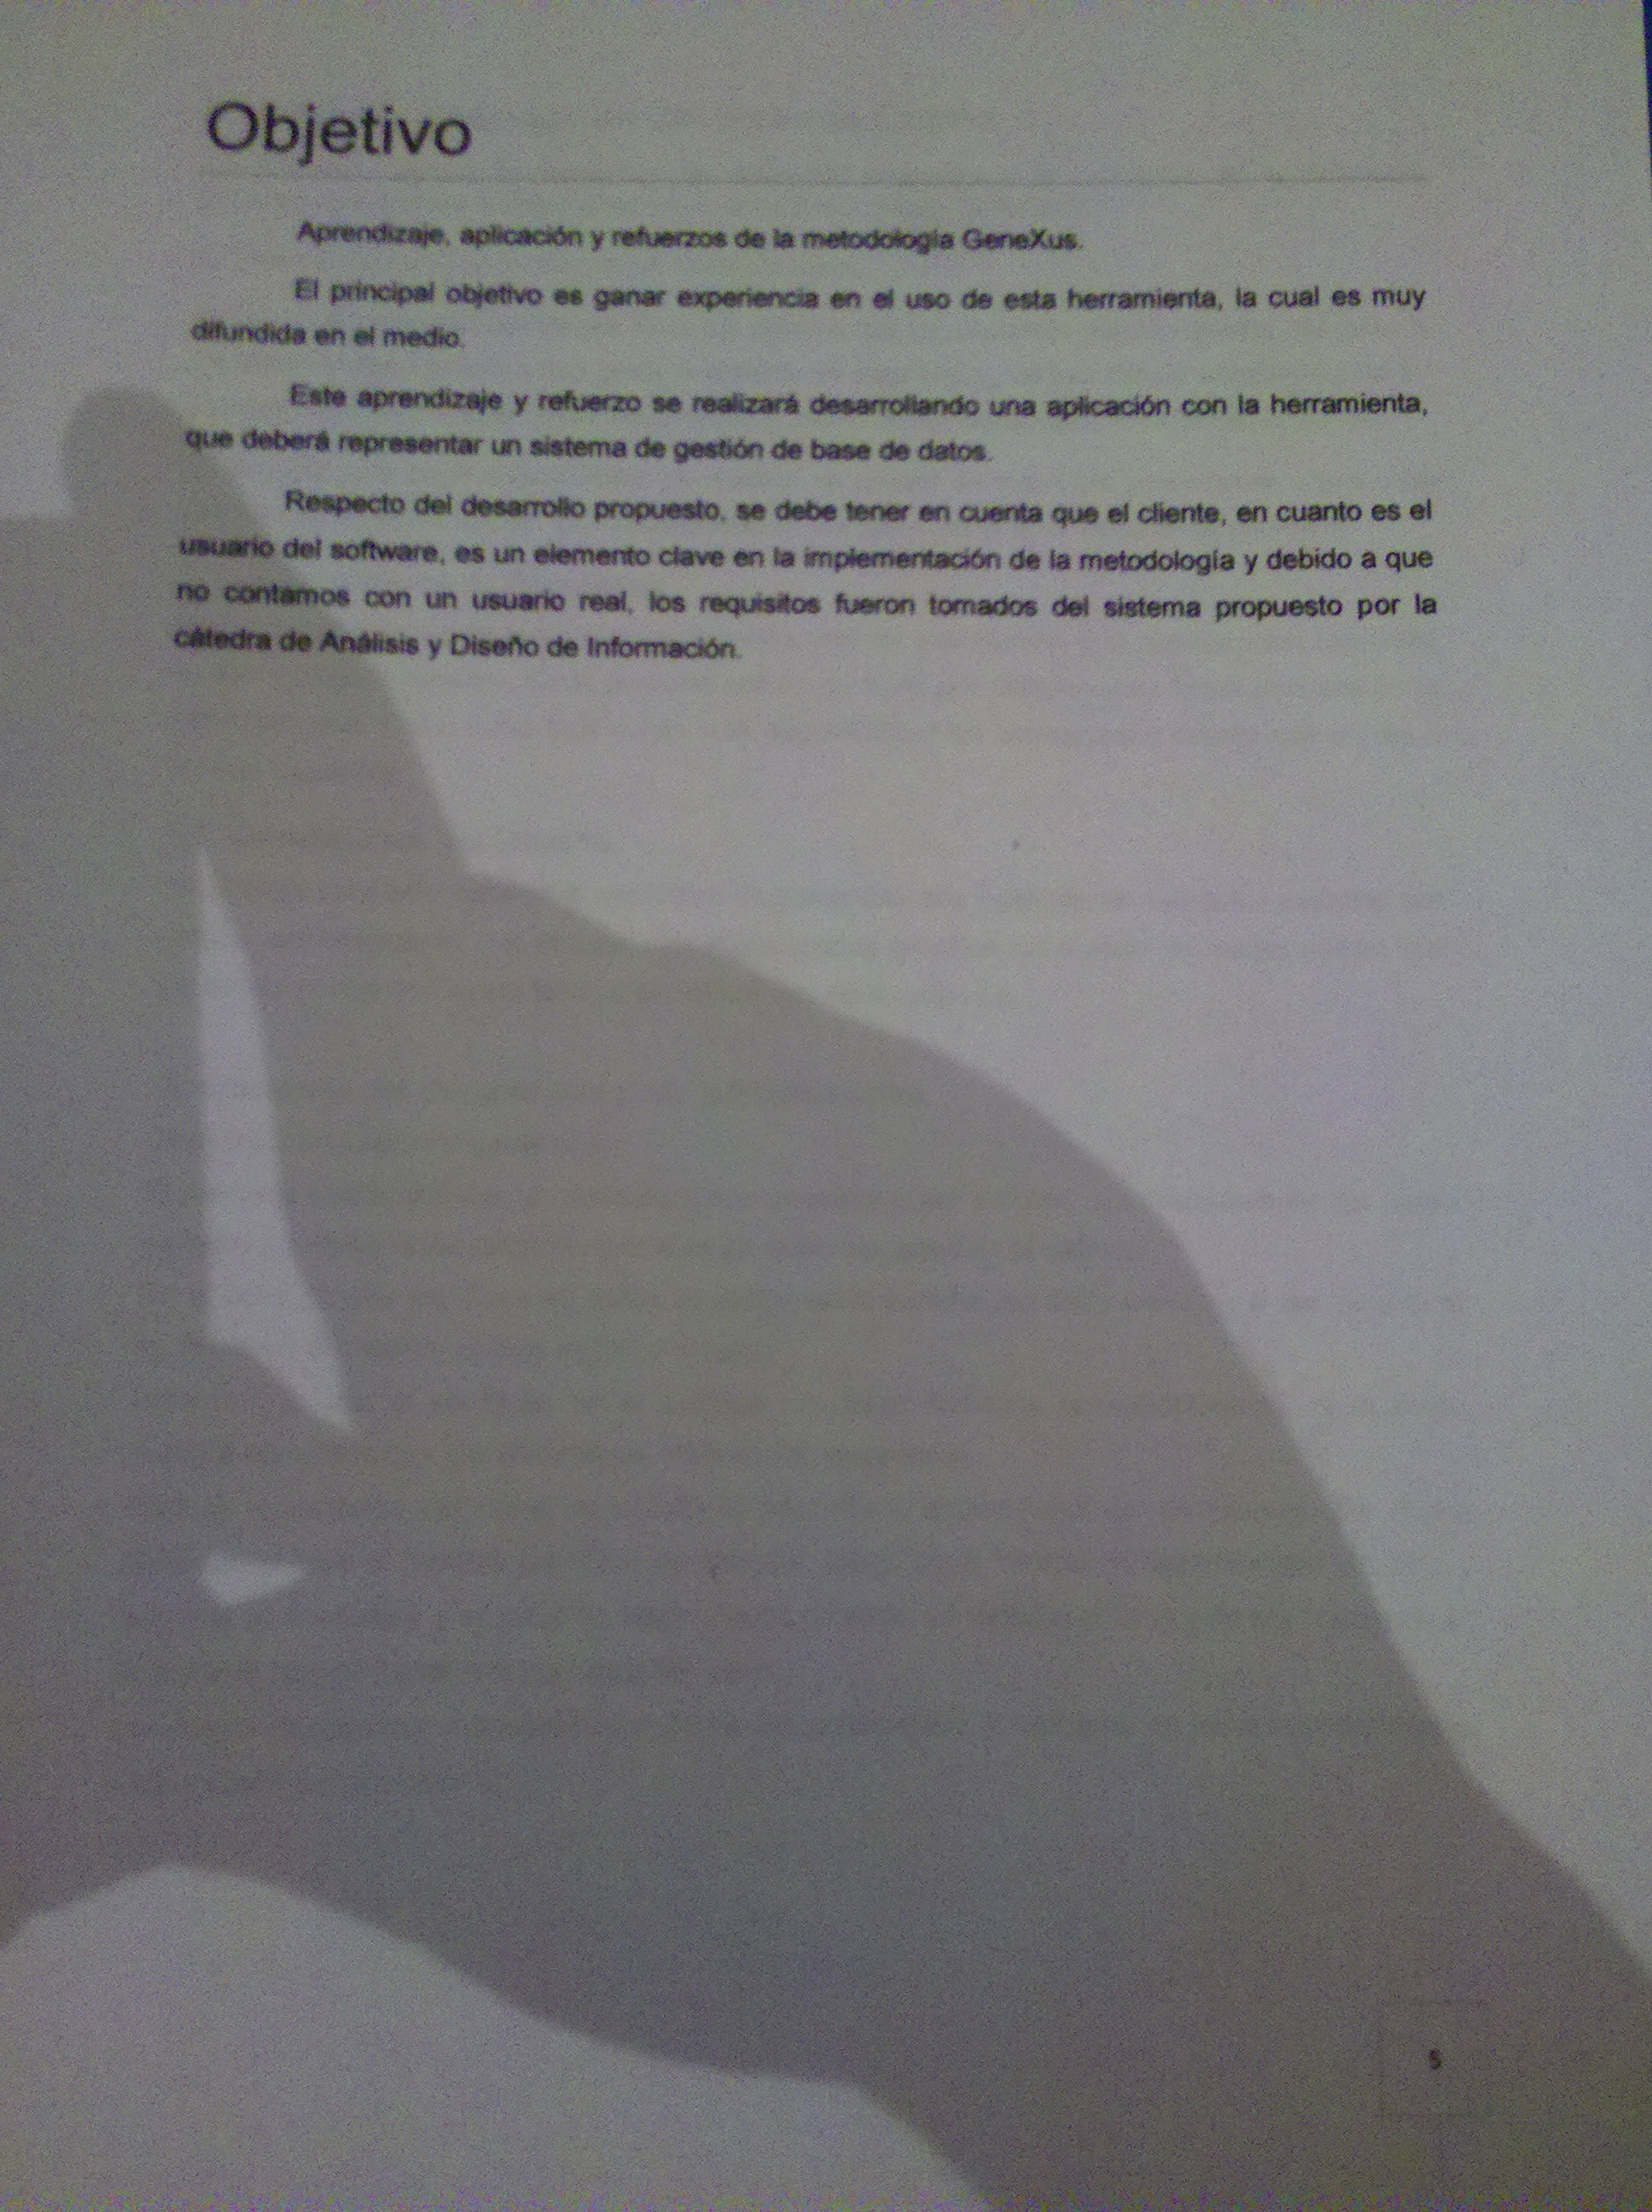 Objetivo
Aprendizaje, aplicación y refuerzos de la metodología GeneXus.
El principal objetivo es ganar experiencia en el uso de esta herramienta, la cual es muy
difundida en el medio.
Este aprendizaje y refuerzo se realizará desarrollando una aplicación con la herramienta,
que deberá representar un sistema de gestión de base de datos.
Respecto del desarrollo propuesto, se debe tener en cuenta que el cliente, en cuanto es el
usuario del software, es un elemento clave en la implementación de la metodología y debido a que
no contamos con un usuario real, los requisitos fueron tomados del sistema propuesto por la
cátedra de Análisis y Diseño de Información.
5